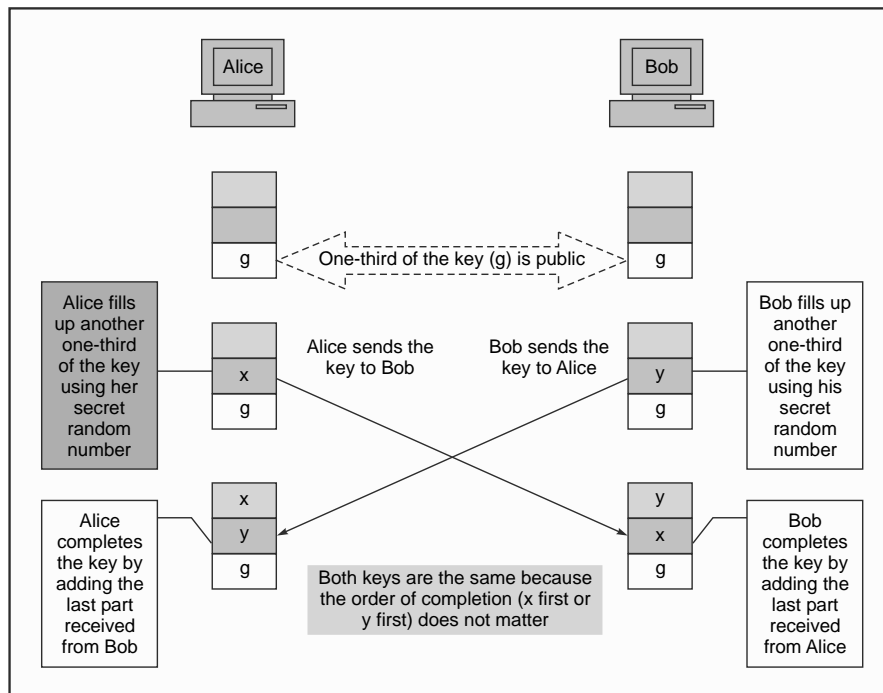 Alice
Bob
g
One-third of the key (g) is public
g
Alice fills
up another
one-third
of the key
using her
secret
random
number
x
g
Alice sends the
key to Bob
Bob sends the
key to Alice
y
g
Bob fills up
another
one-third
of the key
using his
secret
random
number
Alice
completes
the key by
adding the
last part
received
from Bob
x
y
g
Both keys are the same because
the order of completion (x first or
y first) does not matter
y
x
g
Bob
completes
the key by
adding the
last part
received
from Alice